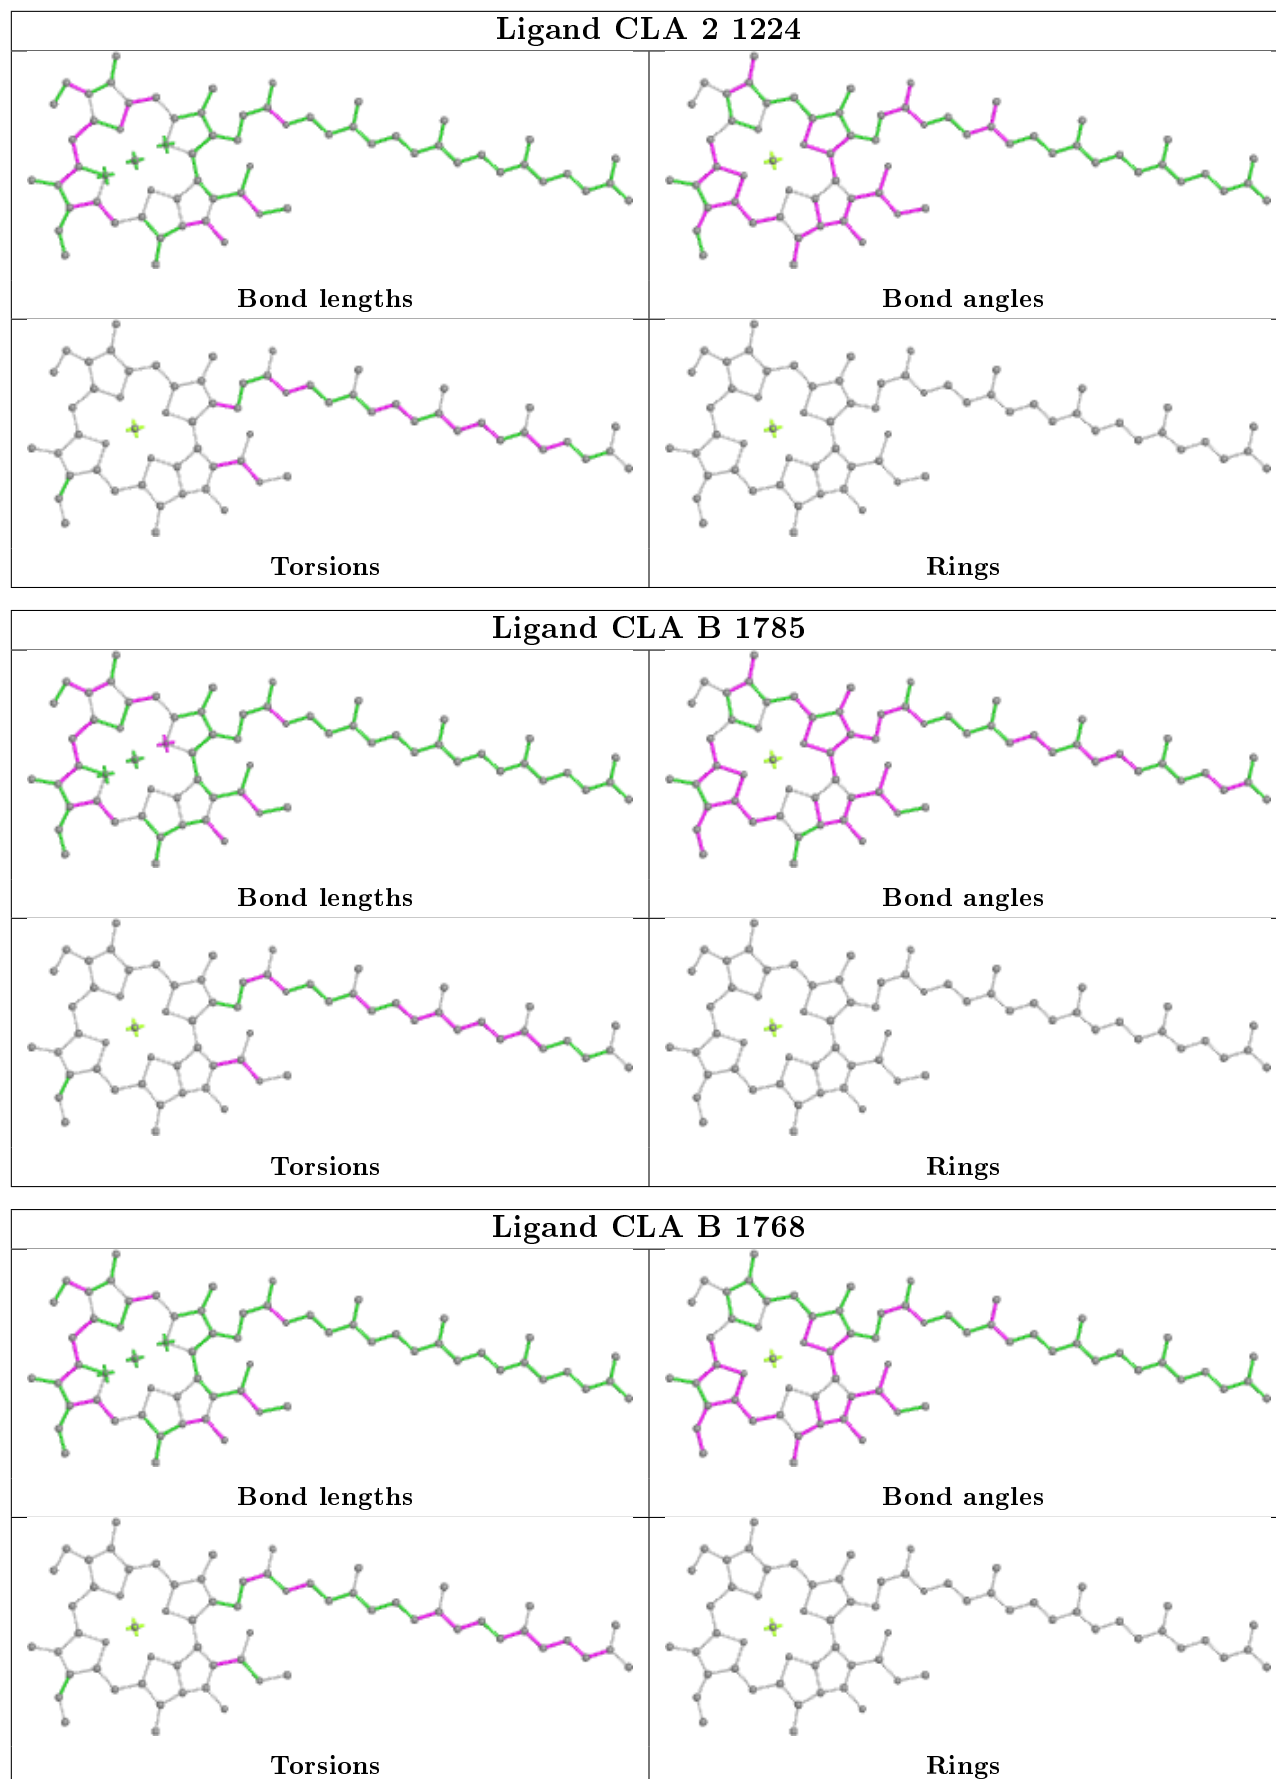 Ligand CLA 2 1224
Bond lengths
Bond angles
Torsions
Rings
Ligand CLA B 1785
Bond lengths
Bond angles
Torsions
Rings
Ligand CLA B 1768
Bond lengths
Bond angles
Torsions
Rings